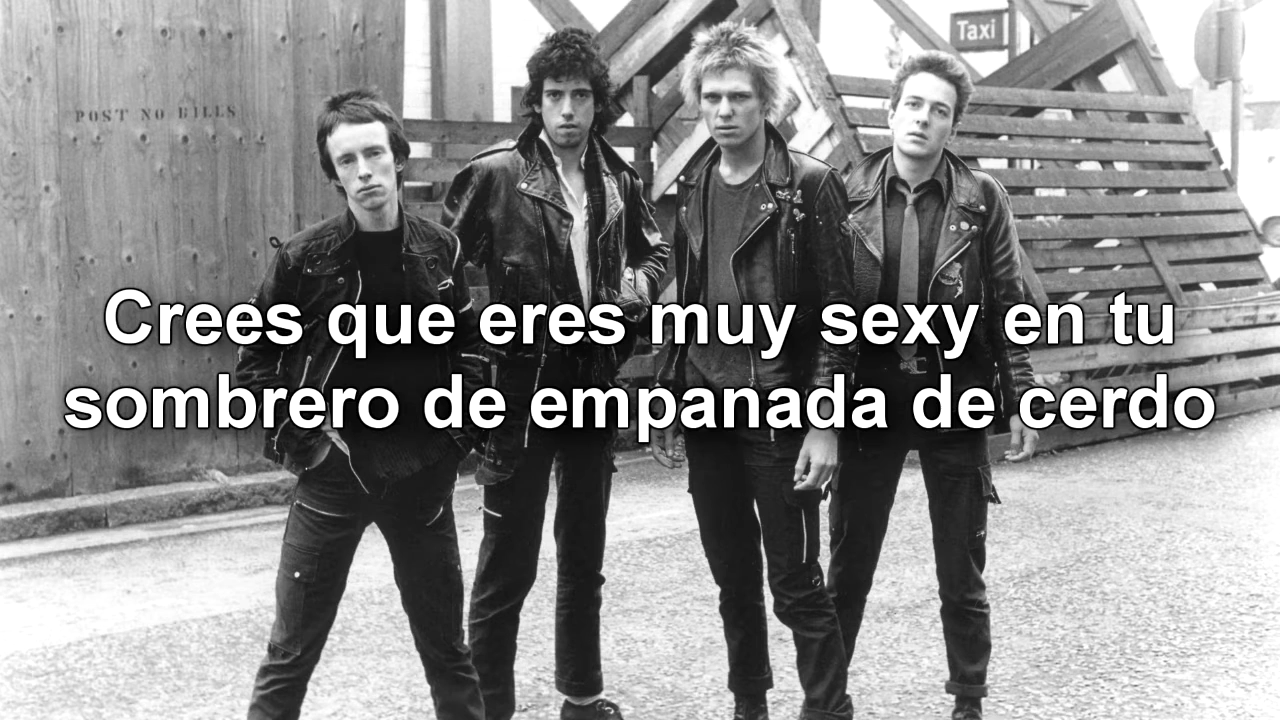 Taxi
POST NO BILLS
Crees que eres muy sexy en tu
sombrero de empanada de cerdo